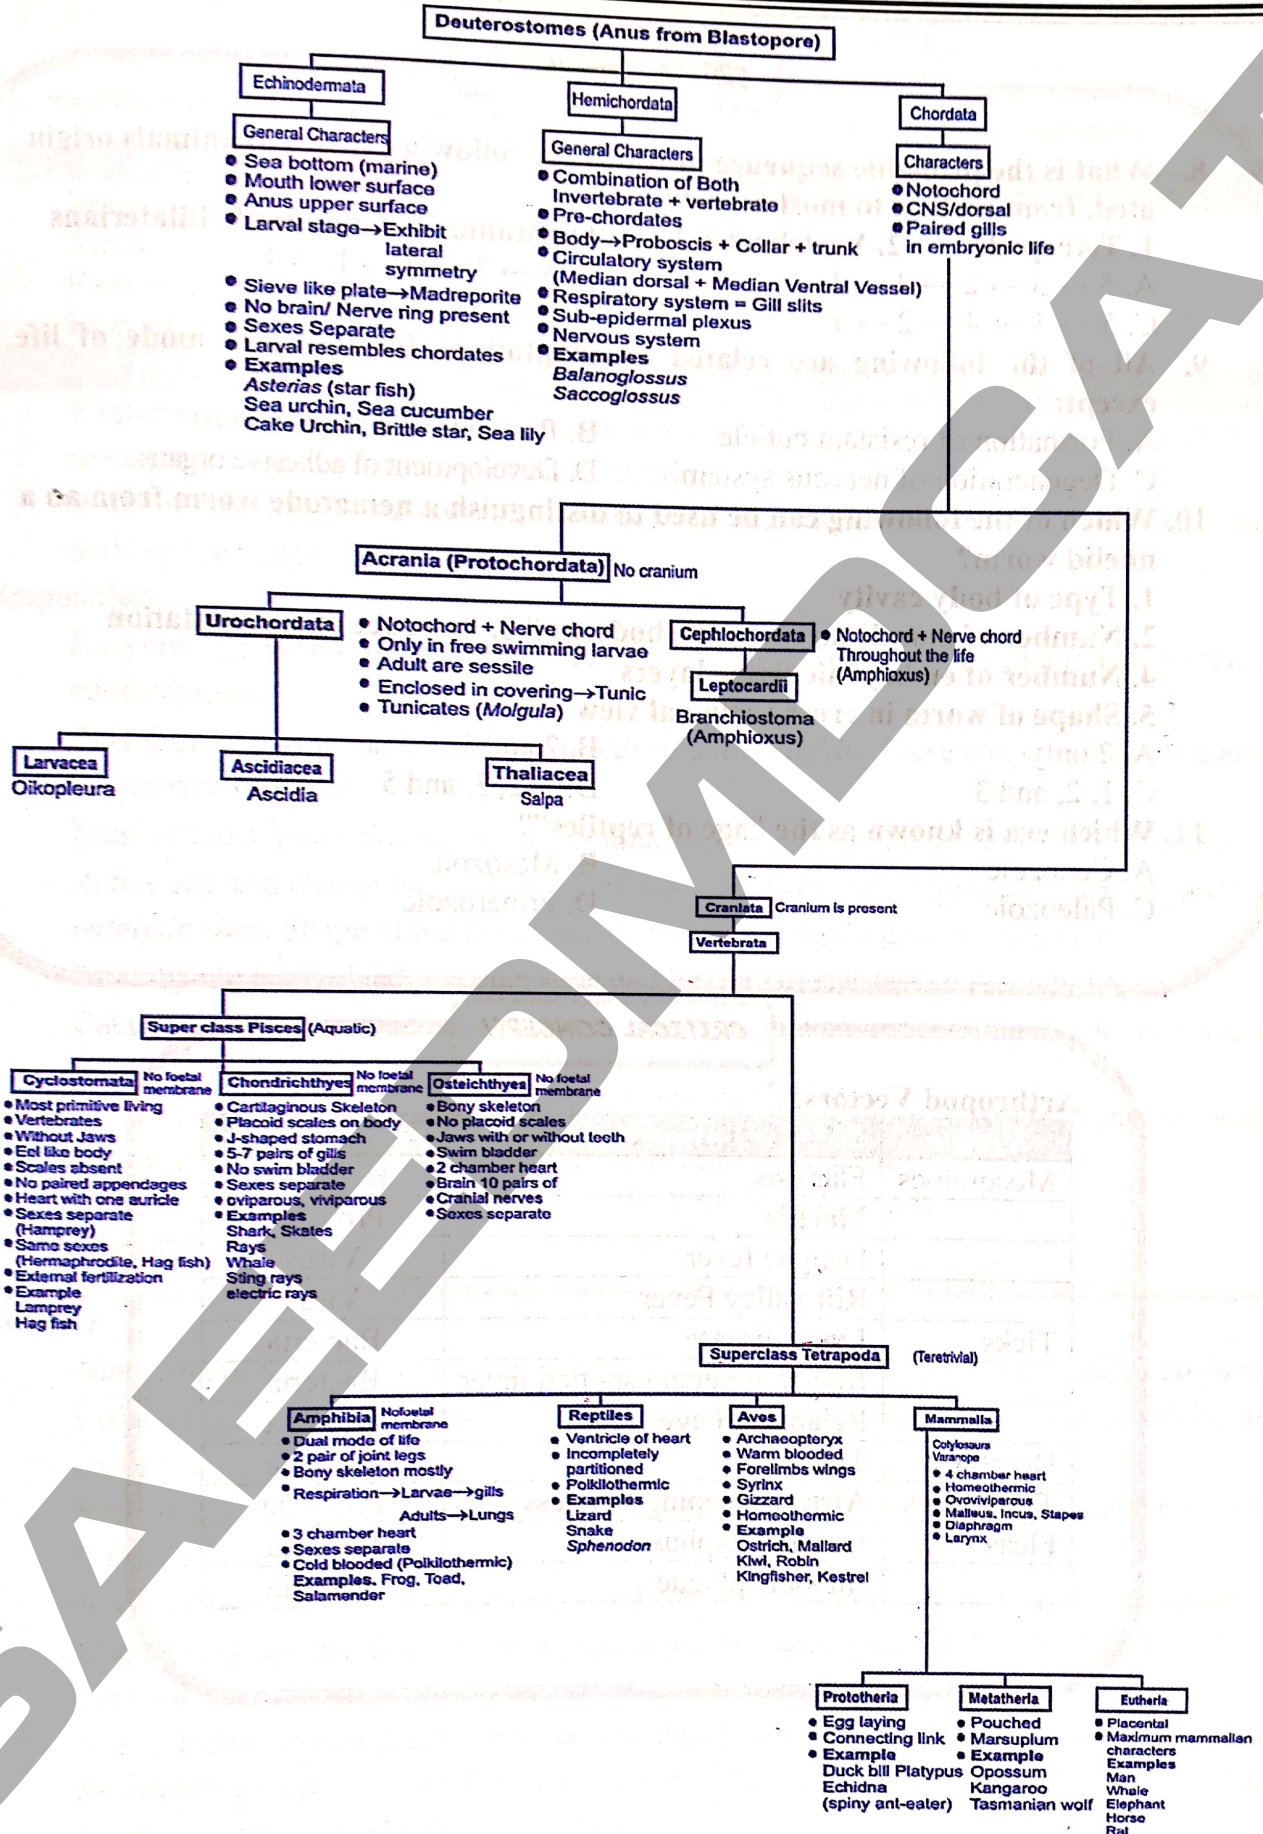 Deuterostomes (Anus from Blastopore)
Echinodermata
General Characters
● Sea bottom (marine)
● Mouth lower surface
● Anus upper surface
● Larval stage→Exhibit
lateral
symmetry
● Sieve like plate→Madreporite
● No brain/ Nerve ring present
● Sexes Separate
● Larval resembles chordates
● Examples
Asterias (star fish)
Sea urchin, Sea cucumber
Cake Urchin, Brittle star, Sea lily
Hemichordata
General Characters
● Combination of Both
Invertebrate + vertebrate
● Pre-chordates
● Body→Proboscis + Collar + trunk
● Circulatory system
(Median dorsal + Median Ventral Vessel)
● Respiratory system = Gill slits
● Sub-epidermal plexus
● Nervous system
● Examples
Balanoglossus
Saccoglossus
Chordata
Characters
● Notochord
● CNS/dorsal
● Paired gills
in embryonic life
Acrania (Protochordata) No cranium
Urochordata
● Notochord + Nerve chord
● Only in free swimming larvae
● Adult are sessile
● Enclosed in covering→Tunic
● Tunicates (Molgula)
Cephlochordata
● Notochord + Nerve chord
Throughout the life
(Amphioxus)
Leptocardii
Branchiostoma
(Amphioxus)
Larvacea
Oikopleura
Ascidiacea
Ascidia
Thaliacea
Salpa
Craniata Cranium is present
Vertebrata
Super class Pisces (Aquatic)
Cyclostomata No foetal
membrane
● Most primitive living
● Vertebrates
● Without Jaws
● Eel like body
● Scales absent
● No paired appendages
● Heart with one auricle
● Sexes separate
(Hamprey)
● Same sexes
(Hermaphrodite, Hag fish)
● External fertilization
● Example
Lamprey
Hag fish
Chondrichthyes No foetal
membrane
● Cartilaginous Skeleton
● Placoid scales on body
● J-shaped stomach
● 5-7 pairs of gills
● No swim bladder
● Sexes separate
● oviparous, viviparous
● Examples
Shark, Skates
Rays
Whale
Sting rays
electric rays
Osteichthyes No foetal
membrane
● Bony skeleton
● No placoid scales
● Jaws with or without teeth
● Swim bladder
● 2 chamber heart
● Brain 10 pairs of
● Cranial nerves
● Sexes separate
Superclass Tetrapoda (Teretrivial)
Amphibia Nofoetal
membrane
● Dual mode of life
● 2 pair of joint legs
● Bony skeleton mostly
● Respiration→Larvae→gills
Adults→Lungs
● 3 chamber heart
● Sexes separate
● Cold blooded (Polkilothermic)
Examples. Frog, Toad,
Salamender
Reptiles
● Ventricle of heart
● Incompletely
partitioned
● Polkilothermic
● Examples
Lizard
Snake
Sphenodon
Aves
● Archaeopteryx
● Warm blooded
● Forelimbs wings
● Syrinx
● Gizzard
● Homeothermic
● Example
Ostrich, Mallard
Kiwi, Robin
Kingfisher, Kestrel
Mammalia
Cotylosaurs
Varanope
● 4 chamber heart
● Homeothermic
● Ovoviviparous
● Malleus, Incus, Stapes
● Diaphragm
● Larynx
Prototheria
● Egg laying
● Connecting link
● Example
Duck bill Platypus
Echidna
(spiny ant-eater)
Metatheria
● Pouched
● Marsupium
● Example
Opossum
Kangaroo
Tasmanian wolf
Eutheria
● Placental
● Maximum mammalian
characters
Examples
Man
Whale
Elephant
Horse
Rat
SAEEDMDCAT